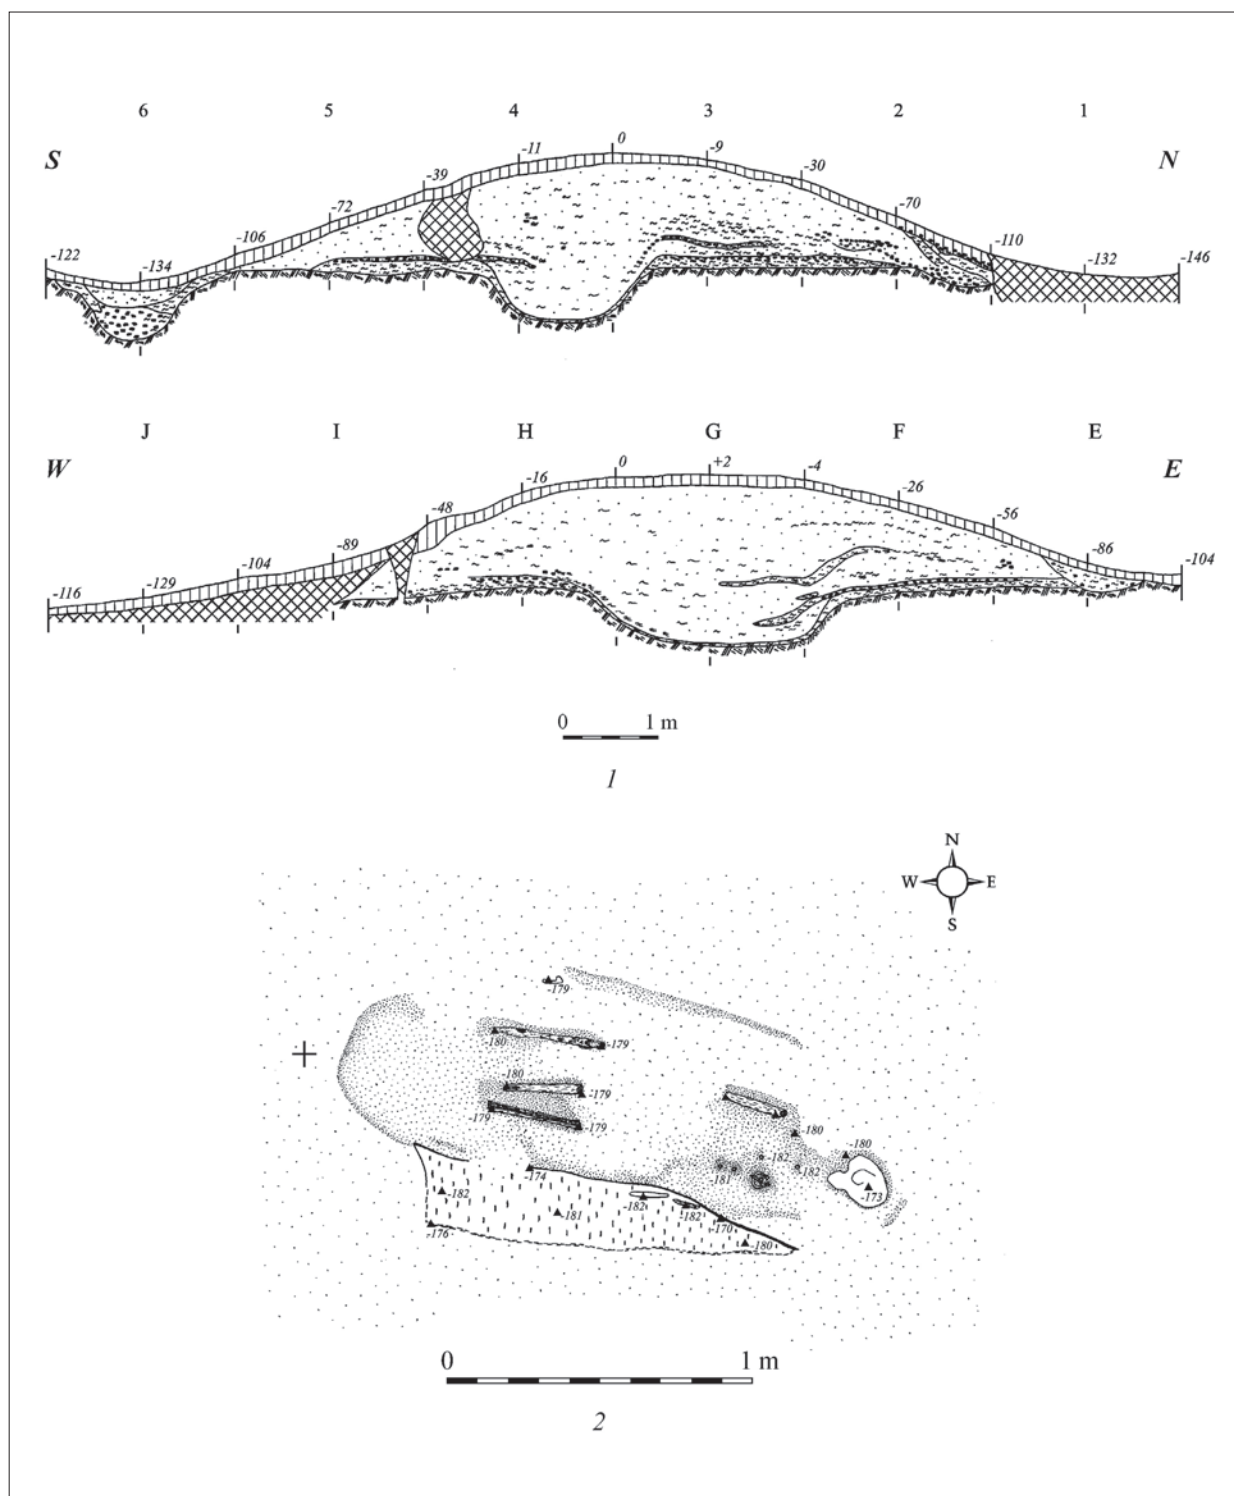 6 5 4 3 2 1
S N
-122 -134 -106 -72 -39 -11 0 -9 -30 -70 -110 -132 -146
J I H G F E
W E
-116 -129 -104 -89 -48 -16 0 +2 -4 -26 -56 -86 -104
0 1 m
1
N
W E
S
-179
-180 -179
-180 -179
-179 -179
-180
-180
-182
-174 -181 -182
-173
-182 -182
-181 -182 -170
-176 -180
0 1 m
2